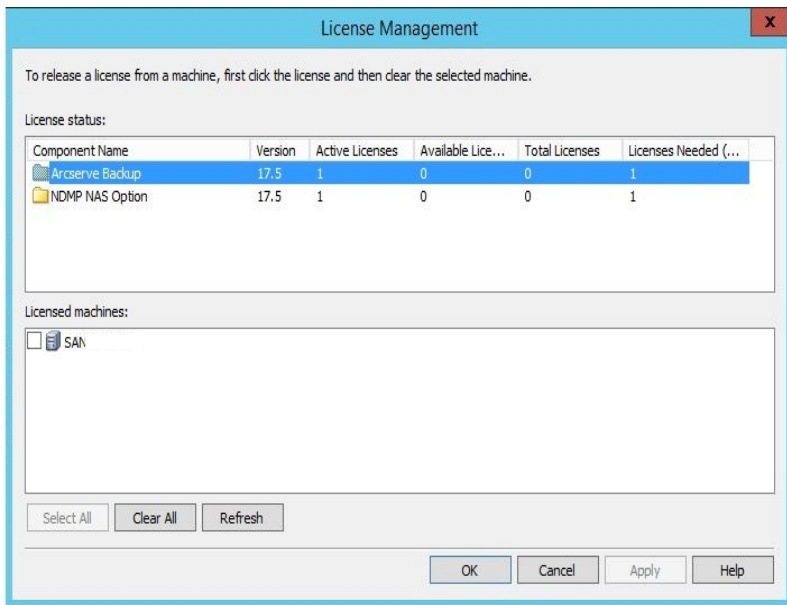 License Management
X
To release a license from a machine, first click the license and then clear the selected machine.
License status:
Component Name Version Active Licenses Available Lice... Total Licenses Licenses Needed (...
Arcserve Backup 17.5 1 0 0 1
NDMP NAS Option 17.5 1 0 0 1
Licensed machines:
SAN
Select All Clear All Refresh
OK Cancel Apply Help